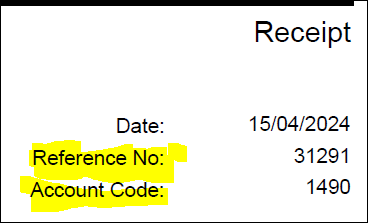 Receipt
Date: 15/04/2024
Reference No: 31291
Account Code: 1490